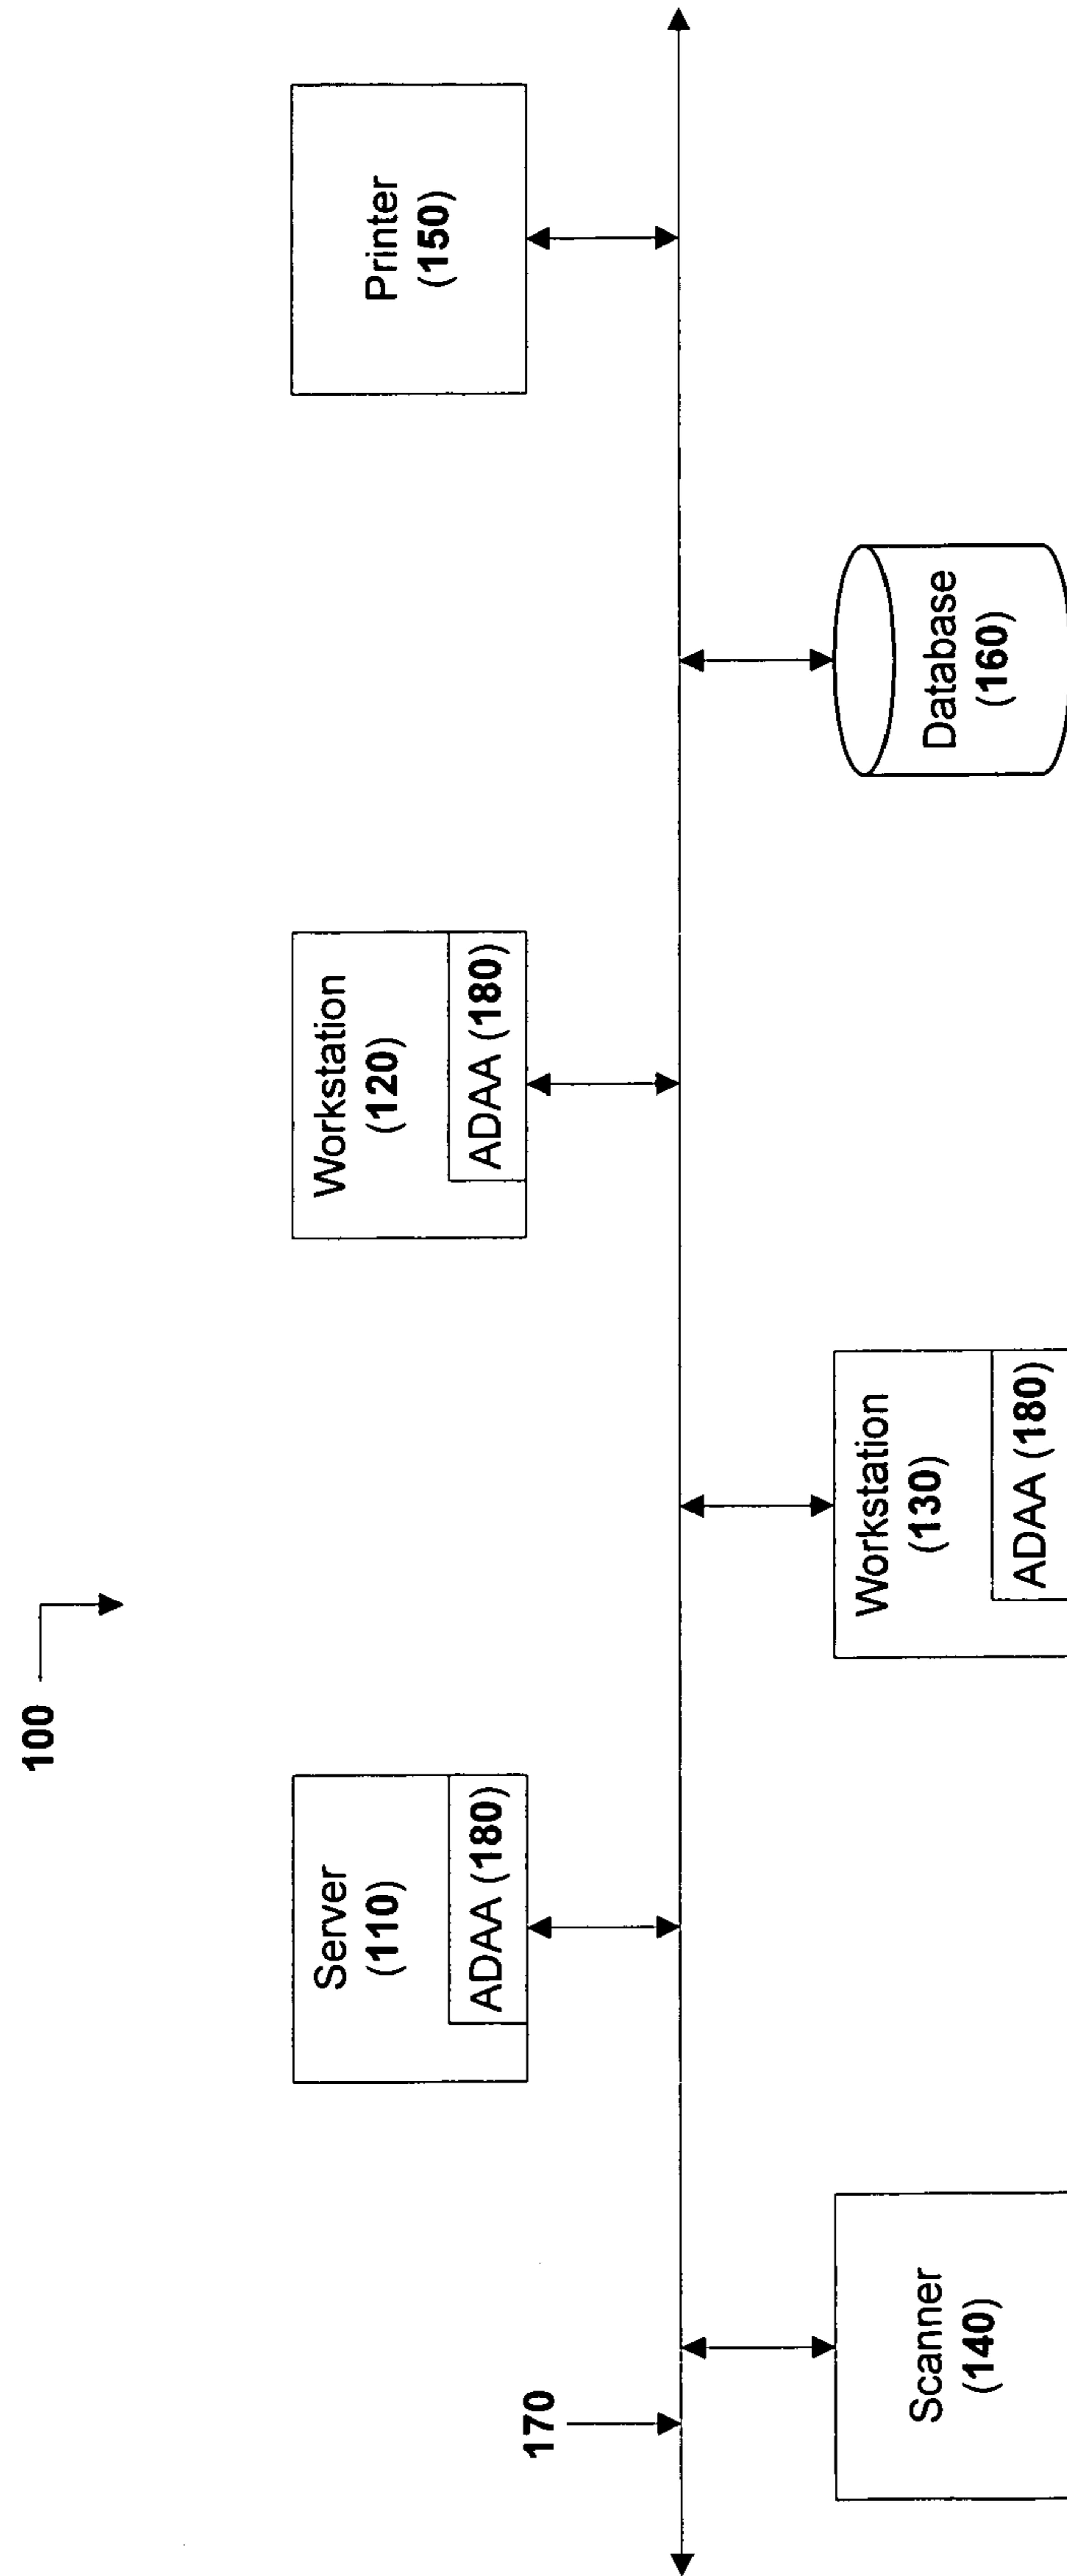 100
Server
(110)
ADAA (180)
Workstation
(120)
ADAA (180)
Printer
(150)
170
Scanner
(140)
Workstation
(130)
ADAA (180)
Database
(160)